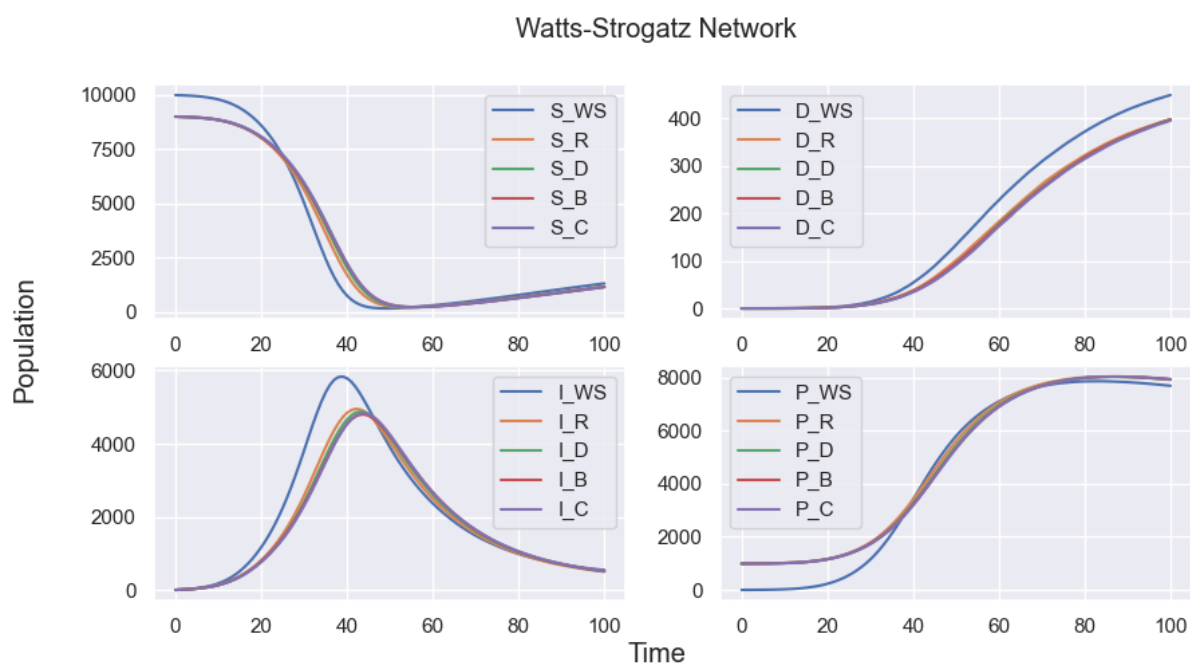 Watts-Strogatz Network
Population
10000
7500
5000
2500
0
0 20 40 60 80 100
S_WS
S_R
S_D
S_B
S_C
400
300
200
100
0
0 20 40 60 80 100
D_WS
D_R
D_D
D_B
D_C
6000
4000
2000
0
0 20 40 60 80 100
I_WS
I_R
I_D
I_B
I_C
8000
6000
4000
2000
0
0 20 40 60 80 100
P_WS
P_R
P_D
P_B
P_C
Time